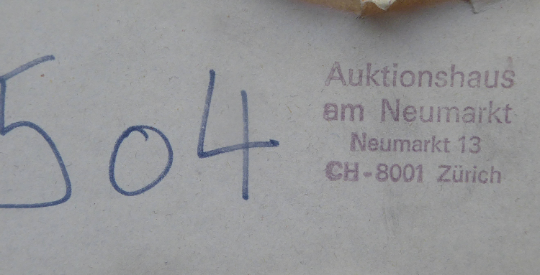 504
Auktionshaus
am Neumarkt
Neumarkt 13
CH-8001 Zürich